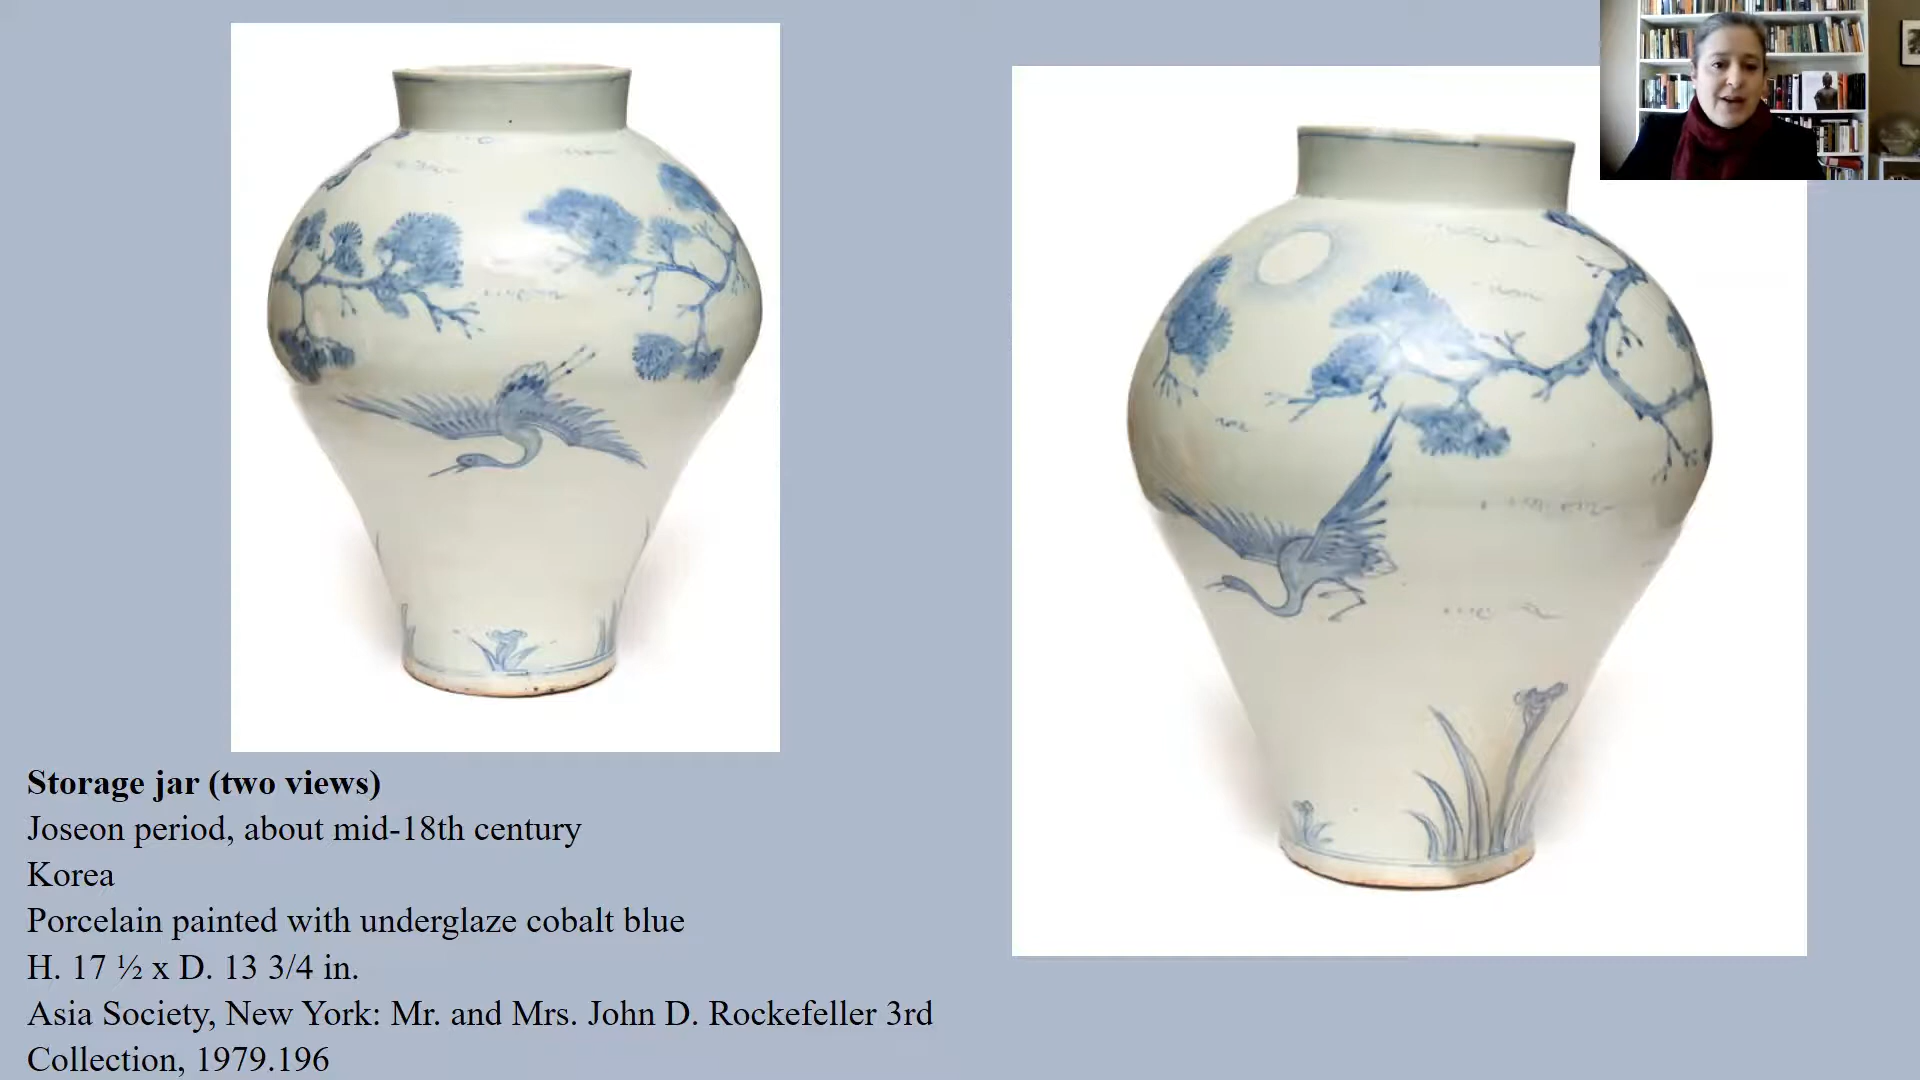 Storage jar (two views)
Joseon period, about mid-18th century
Korea
Porcelain painted with underglaze cobalt blue
H. 17 ½ x D. 13 3/4 in.
Asia Society, New York: Mr. and Mrs. John D. Rockefeller 3rd
Collection, 1979.196